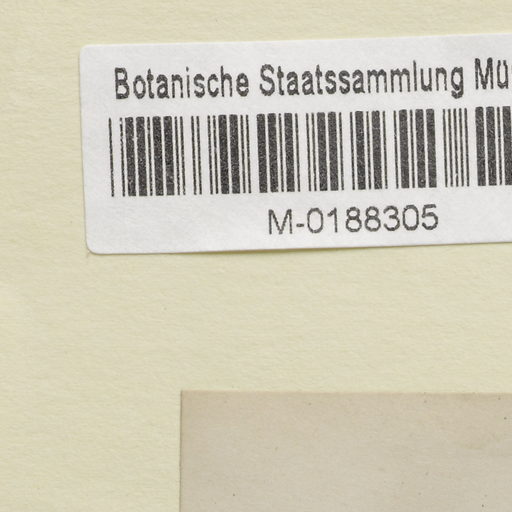 Botanische Staatssammlung Mü
M-0188305